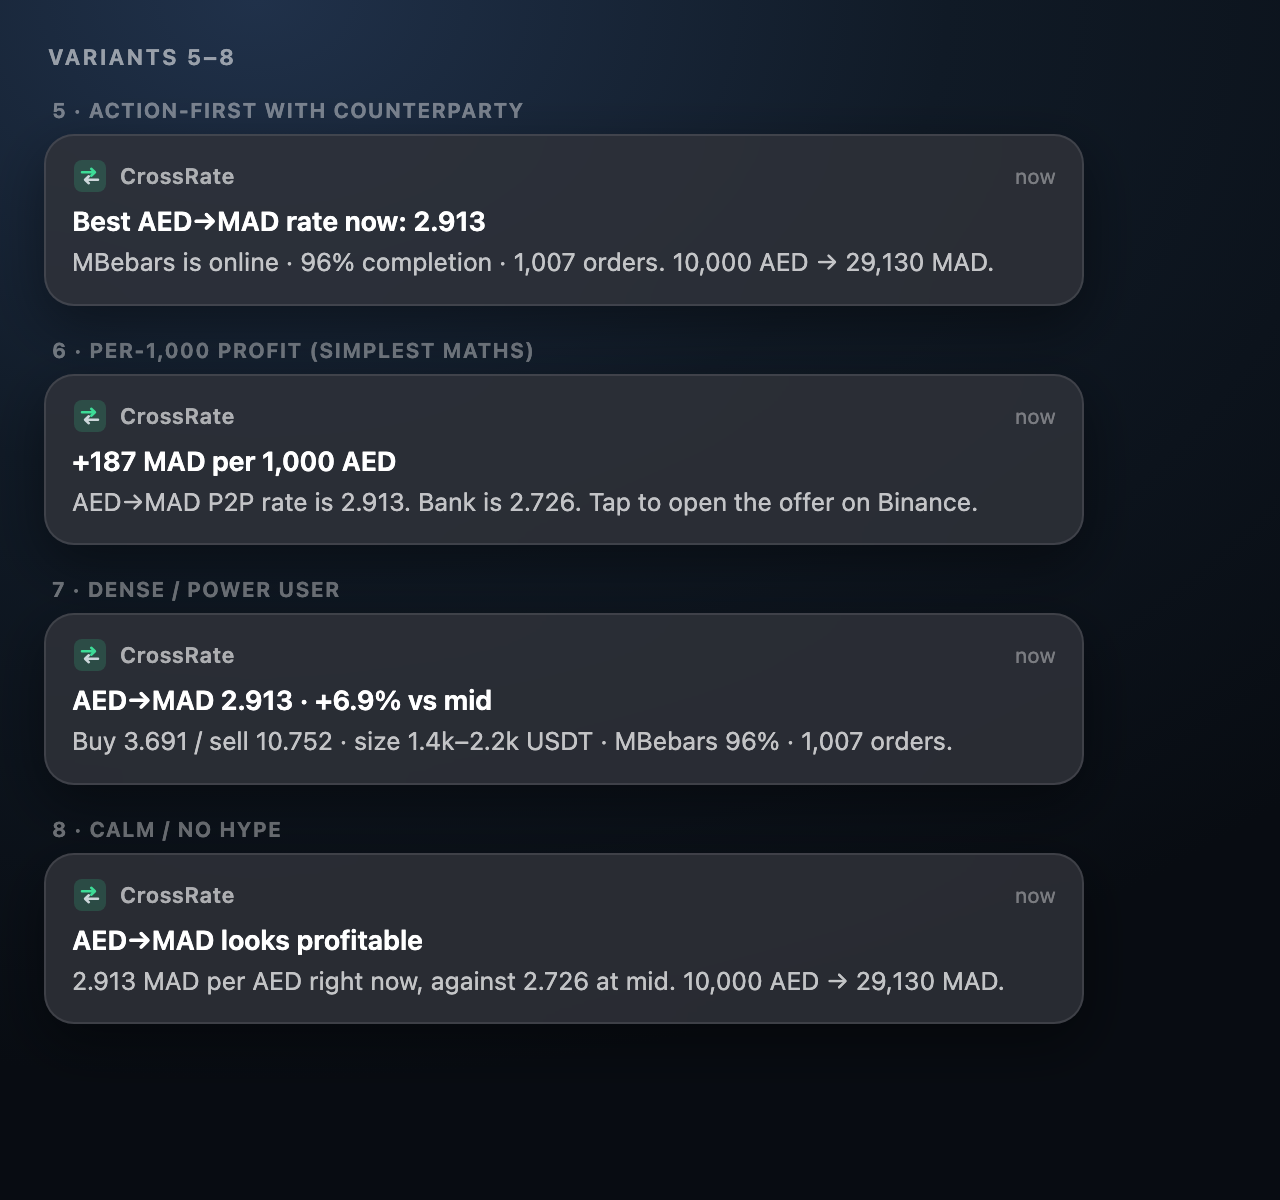 VARIANTS 5–8
5 · ACTION-FIRST WITH COUNTERPARTY
CrossRate now
Best AED→MAD rate now: 2.913
MBebars is online · 96% completion · 1,007 orders. 10,000 AED → 29,130 MAD.
6 · PER-1,000 PROFIT (SIMPLEST MATHS)
CrossRate now
+187 MAD per 1,000 AED
AED→MAD P2P rate is 2.913. Bank is 2.726. Tap to open the offer on Binance.
7 · DENSE / POWER USER
CrossRate now
AED→MAD 2.913 · +6.9% vs mid
Buy 3.691 / sell 10.752 · size 1.4k–2.2k USDT · MBebars 96% · 1,007 orders.
8 · CALM / NO HYPE
CrossRate now
AED→MAD looks profitable
2.913 MAD per AED right now, against 2.726 at mid. 10,000 AED → 29,130 MAD.